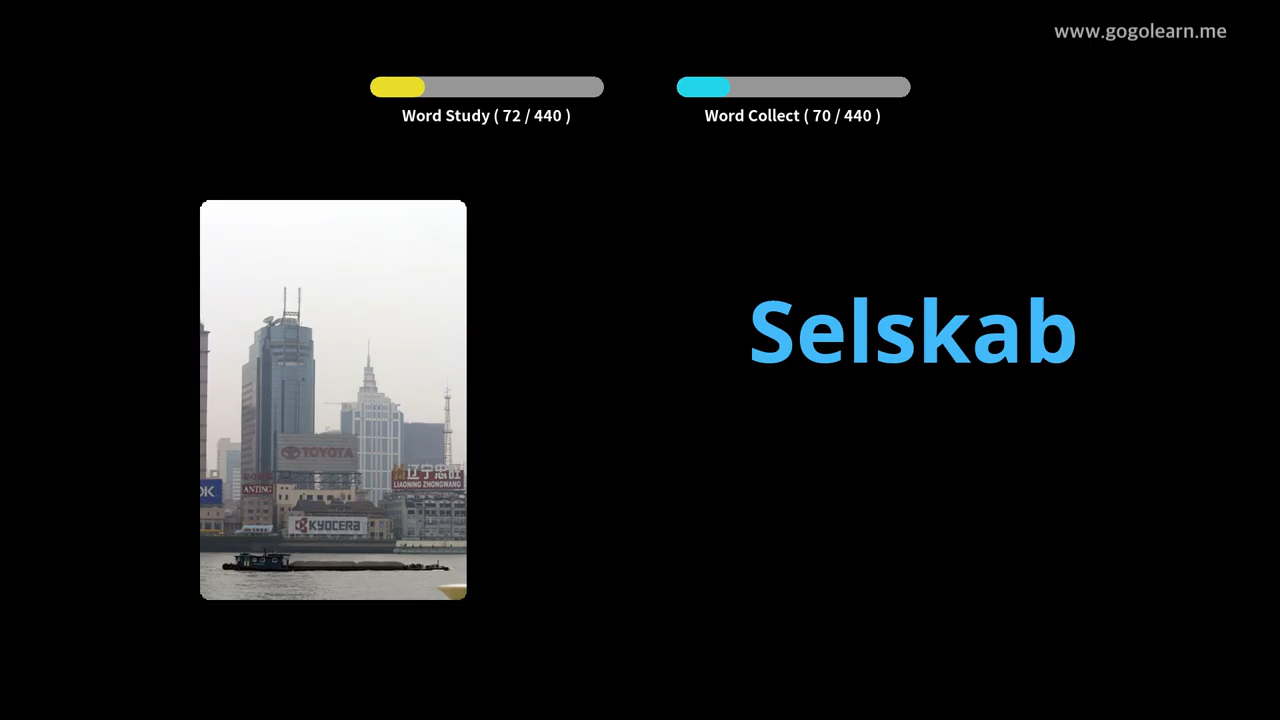 www.gogolearn.me
Word Study ( 72 / 440 )
Word Collect ( 70 / 440 )
Selskab
TOYOTA
辽宁忠旺
LIAONING ZHONGWANG
OK
ANTING
KYOCERA